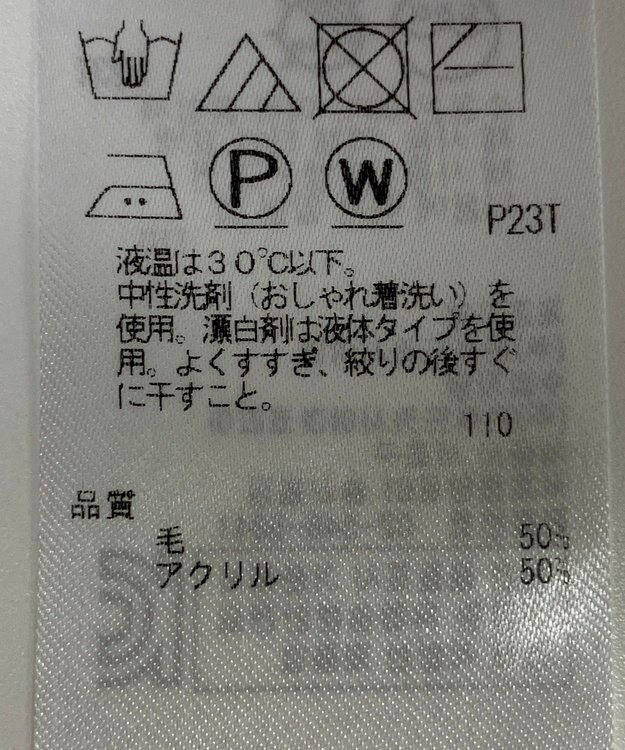 P W
P23T
液温は30℃以下。
中性洗剤（おしゃれ着洗い）を
使用。漂白剤は液体タイプを使
用。よくすすぎ、絞りの後すぐ
に干すこと。
110
品質
毛 50%
アクリル 50%